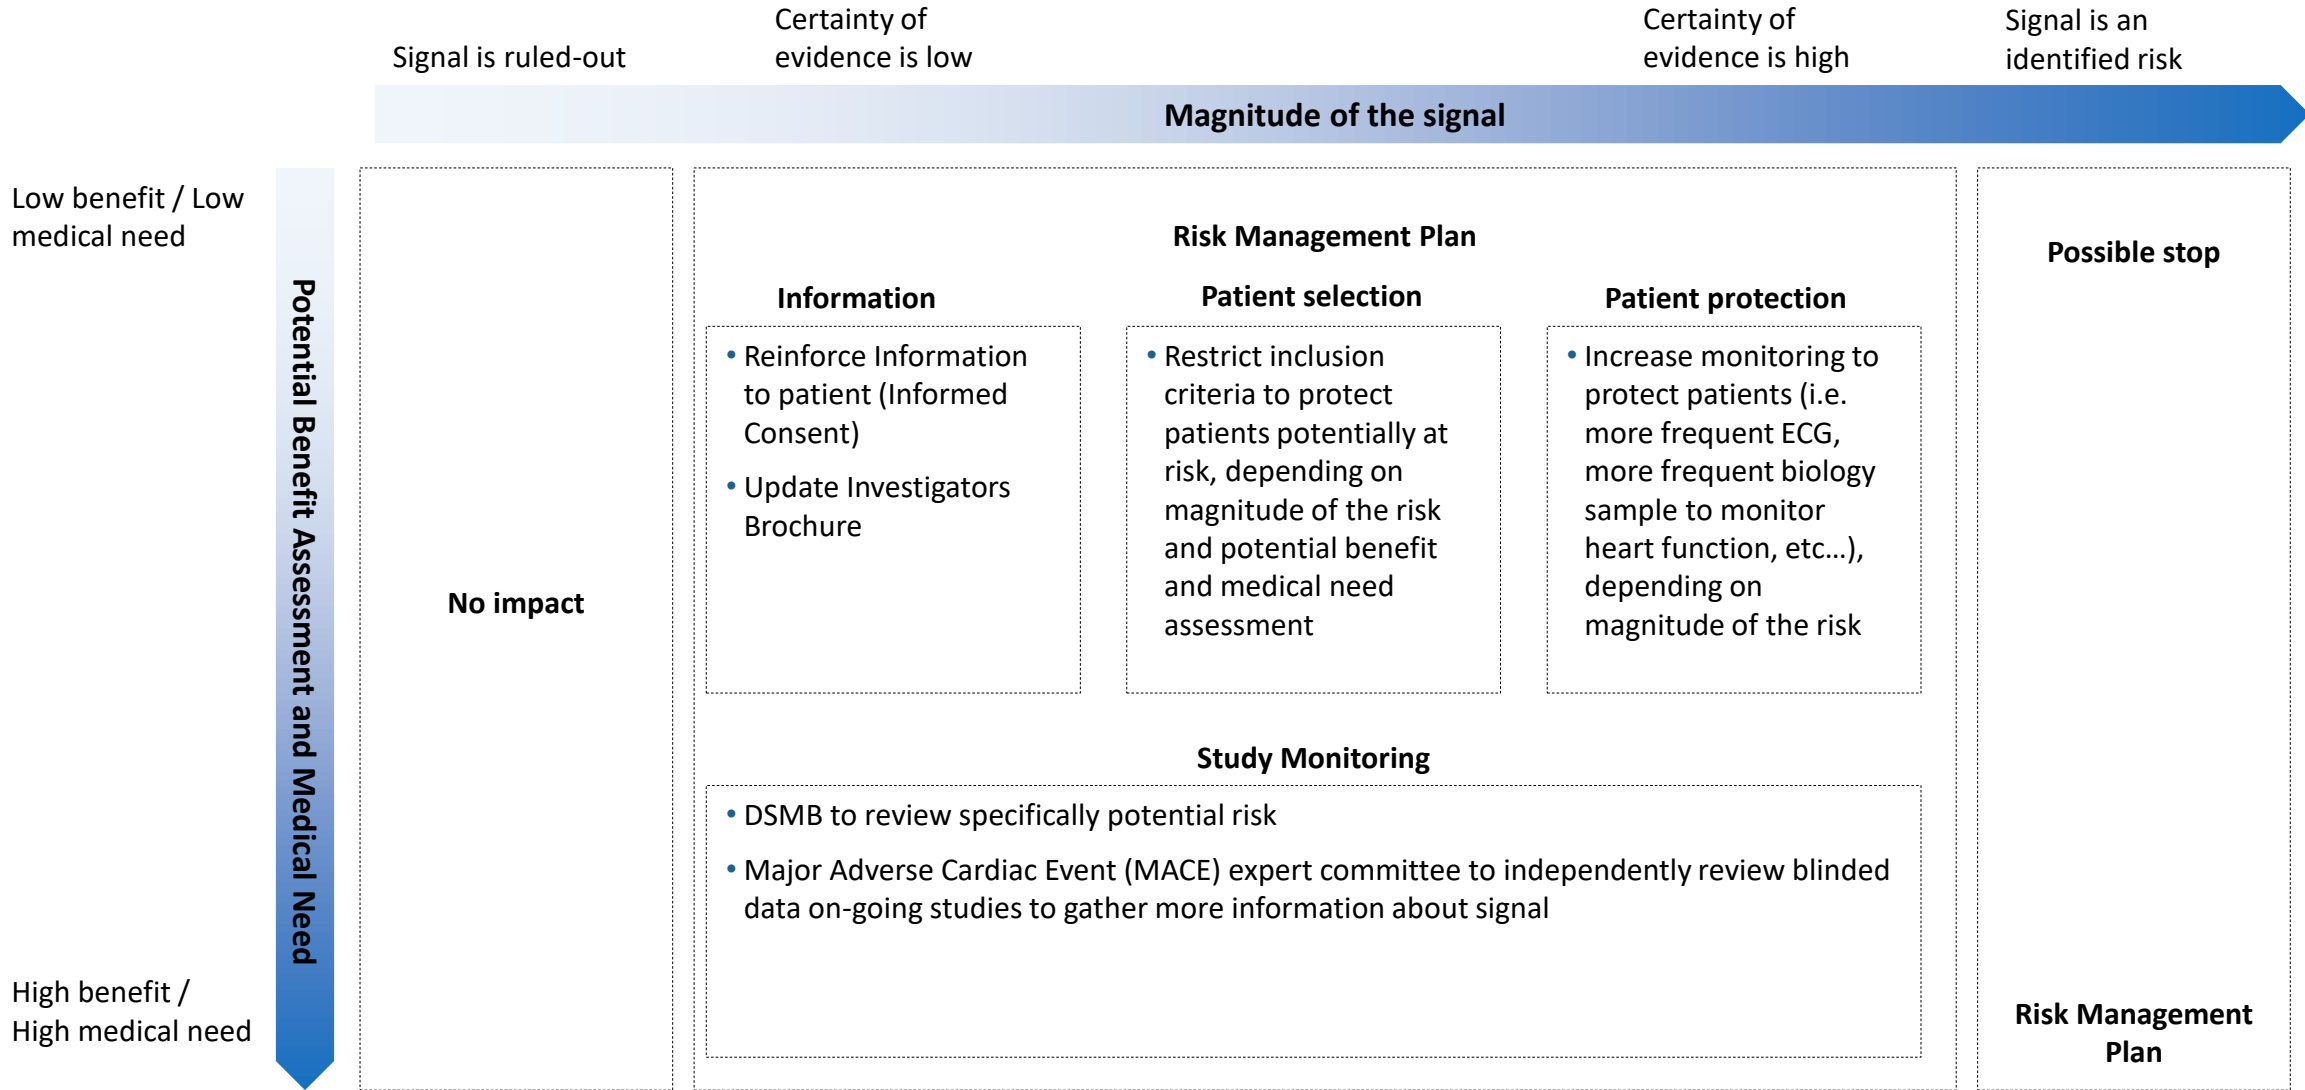 Signal is ruled-out
Certainty of
evidence is low
Certainty of
evidence is high
Signal is an
identified risk
Magnitude of the signal
Low benefit / Low
medical need
Potential Benefit Assessment and Medical Need
High benefit /
High medical need
No impact
Risk Management Plan
Information
• Reinforce Information
to patient (Informed
Consent)
• Update Investigators
Brochure
Patient selection
• Restrict inclusion
criteria to protect
patients potentially at
risk, depending on
magnitude of the risk
and potential benefit
and medical need
assessment
Patient protection
• Increase monitoring to
protect patients (i.e.
more frequent ECG,
more frequent biology
sample to monitor
heart function, etc...),
depending on
magnitude of the risk
Study Monitoring
• DSMB to review specifically potential risk
• Major Adverse Cardiac Event (MACE) expert committee to independently review blinded
data on-going studies to gather more information about signal
Possible stop
Risk Management
Plan